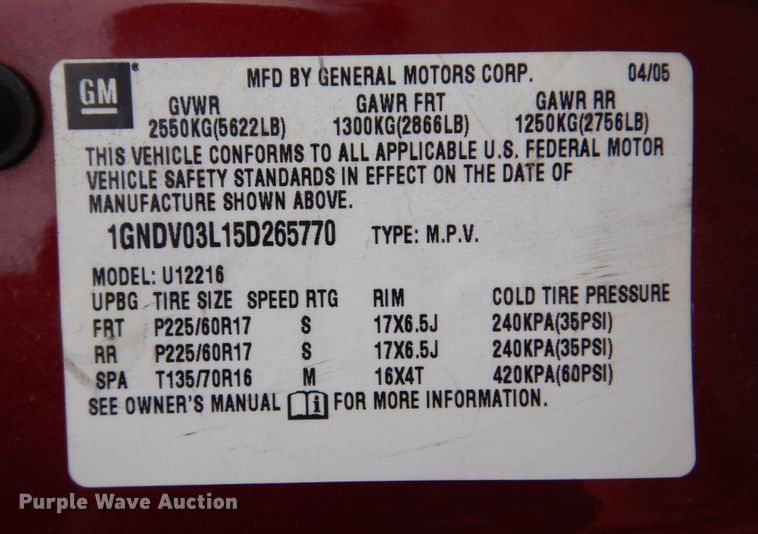 GM
MFD BY GENERAL MOTORS CORP. 04/05
GVWR GAWR FRT GAWR RR
2550KG(5622LB) 1300KG(2866LB) 1250KG(2756LB)
THIS VEHICLE CONFORMS TO ALL APPLICABLE U.S. FEDERAL MOTOR
VEHICLE SAFETY STANDARDS IN EFFECT ON THE DATE OF
MANUFACTURE SHOWN ABOVE.
1GNDV03L15D265770 TYPE: M.P.V.
MODEL: U12216
UPBG TIRE SIZE SPEED RTG RIM COLD TIRE PRESSURE
FRT P225/60R17 S 17X6.5J 240KPA(35PSI)
RR P225/60R17 S 17X6.5J 240KPA(35PSI)
SPA T135/70R16 M 16X4T 420KPA(60PSI)
SEE OWNER'S MANUAL i FOR MORE INFORMATION.
Purple Wave Auction